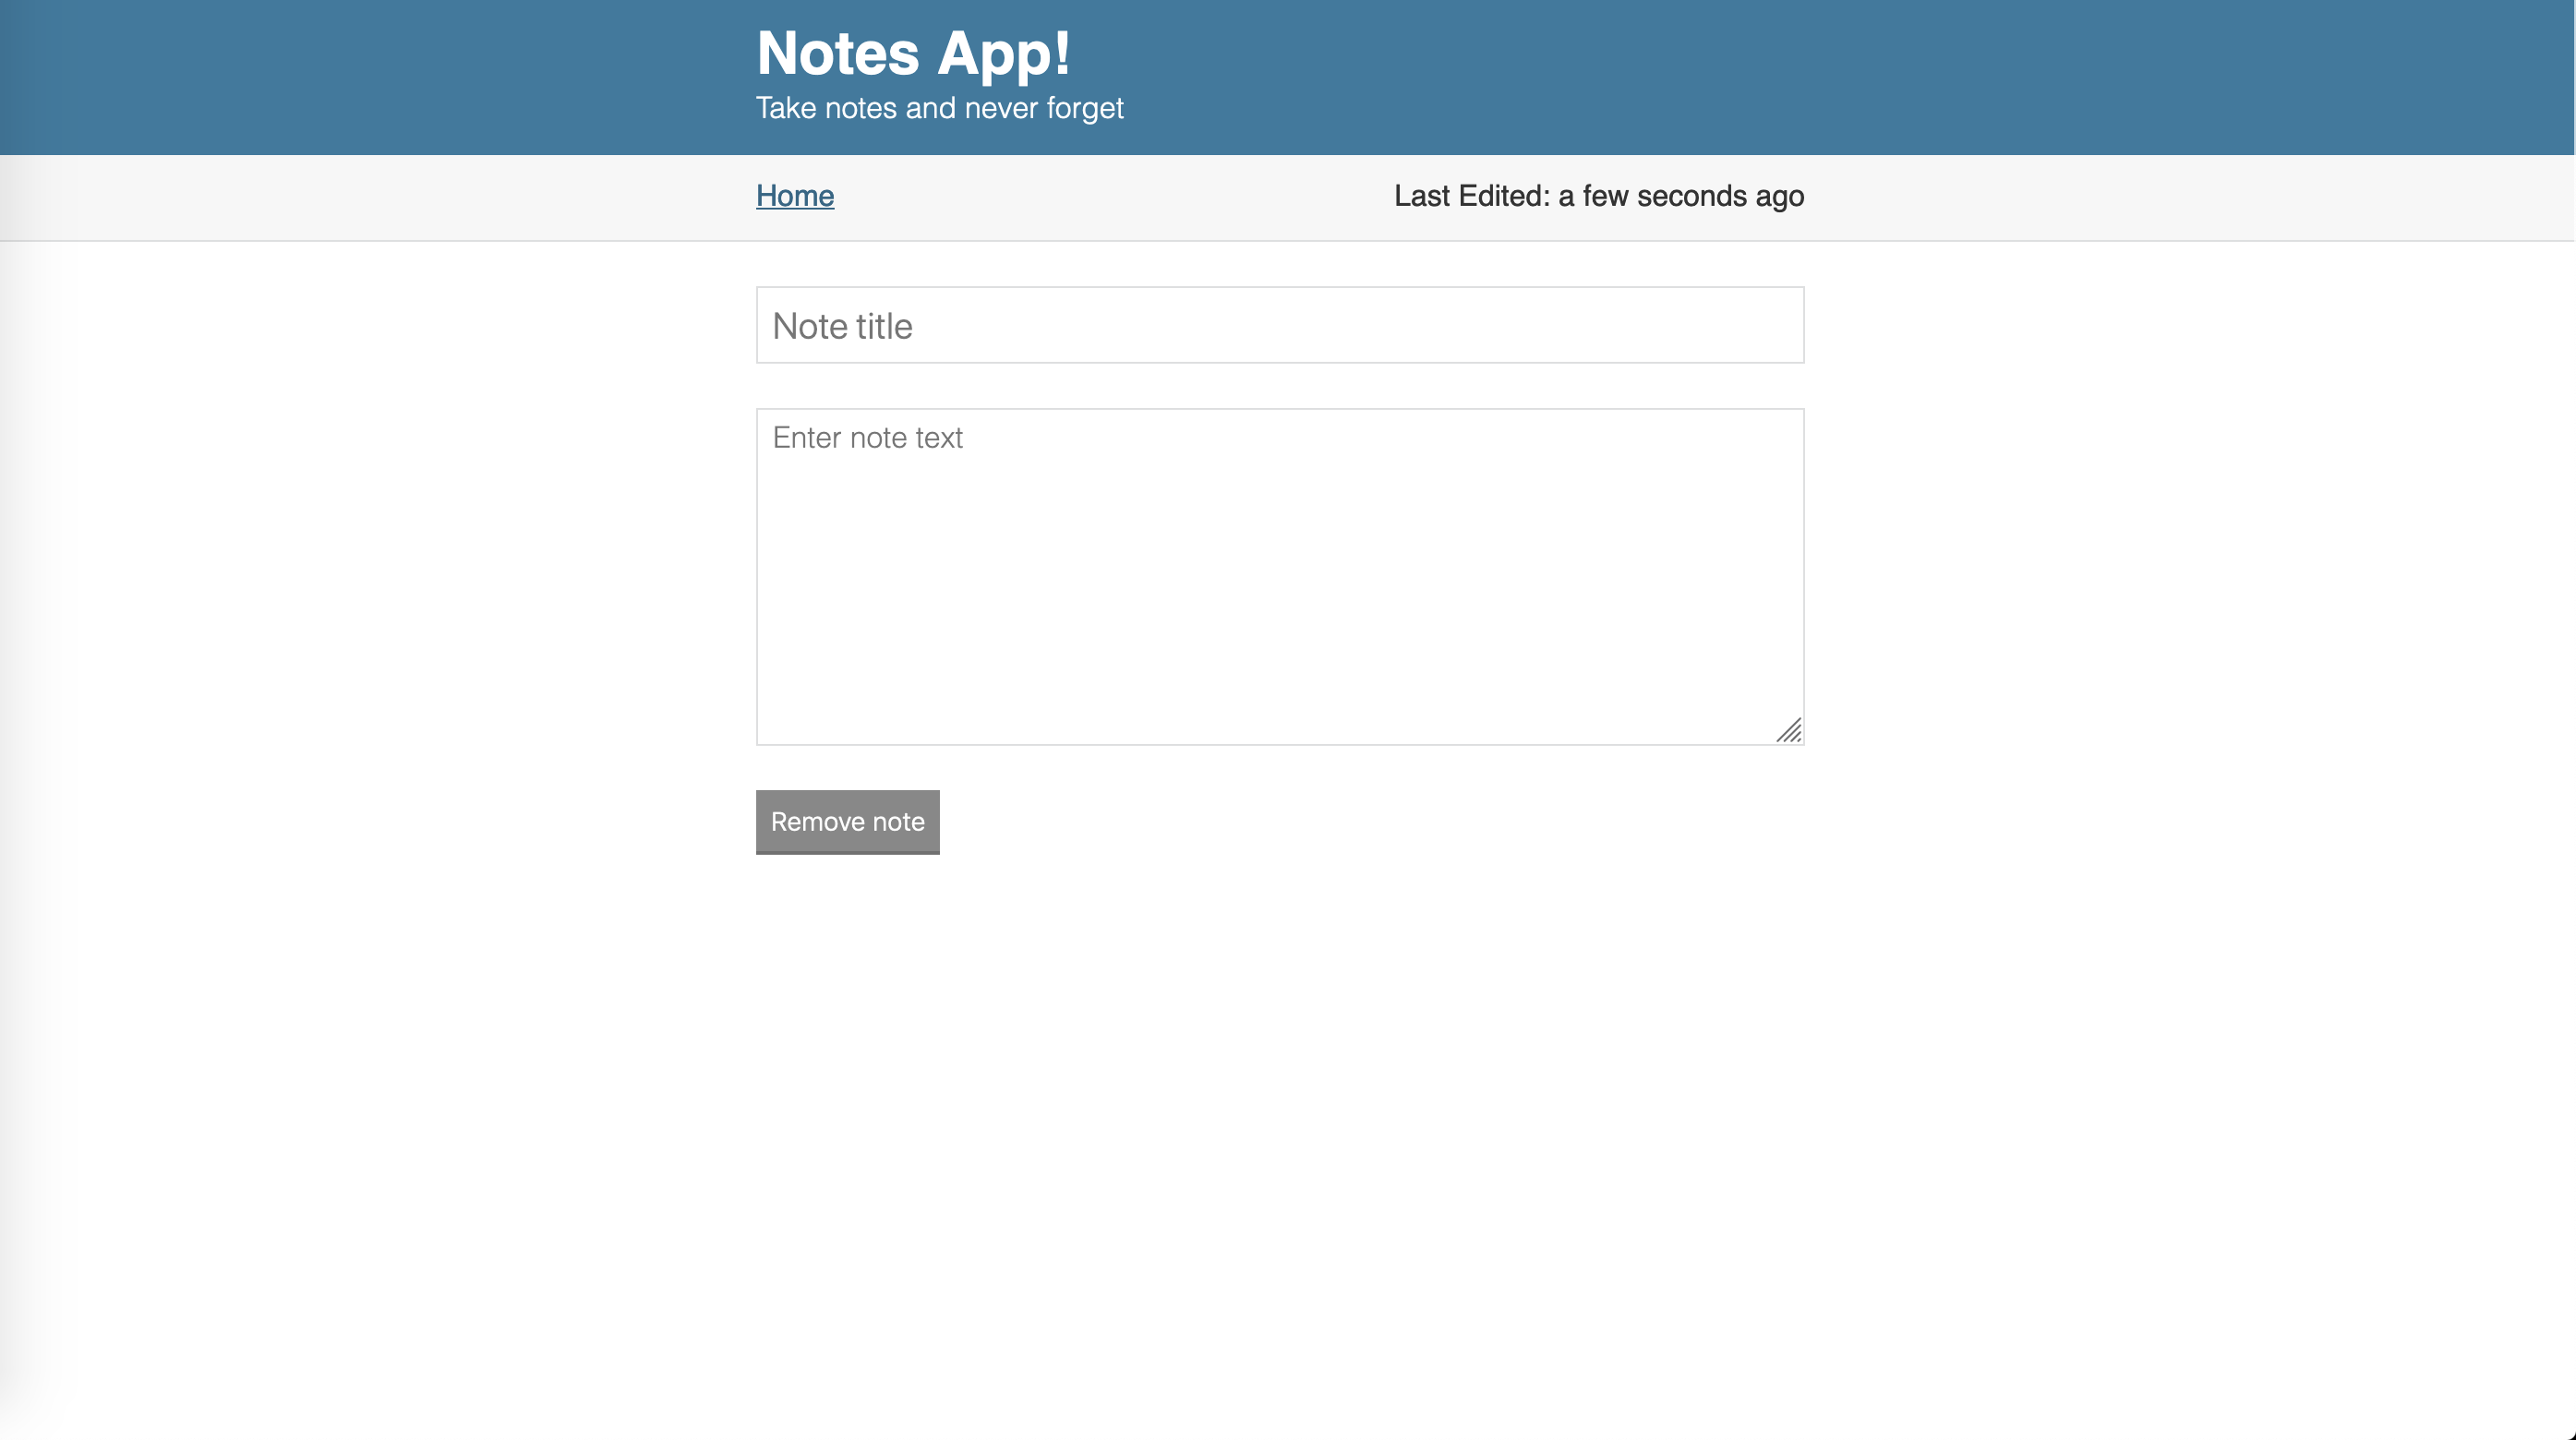 Notes App!
Take notes and never forget
Home
Last Edited: a few seconds ago
Note title
Enter note text
Remove note